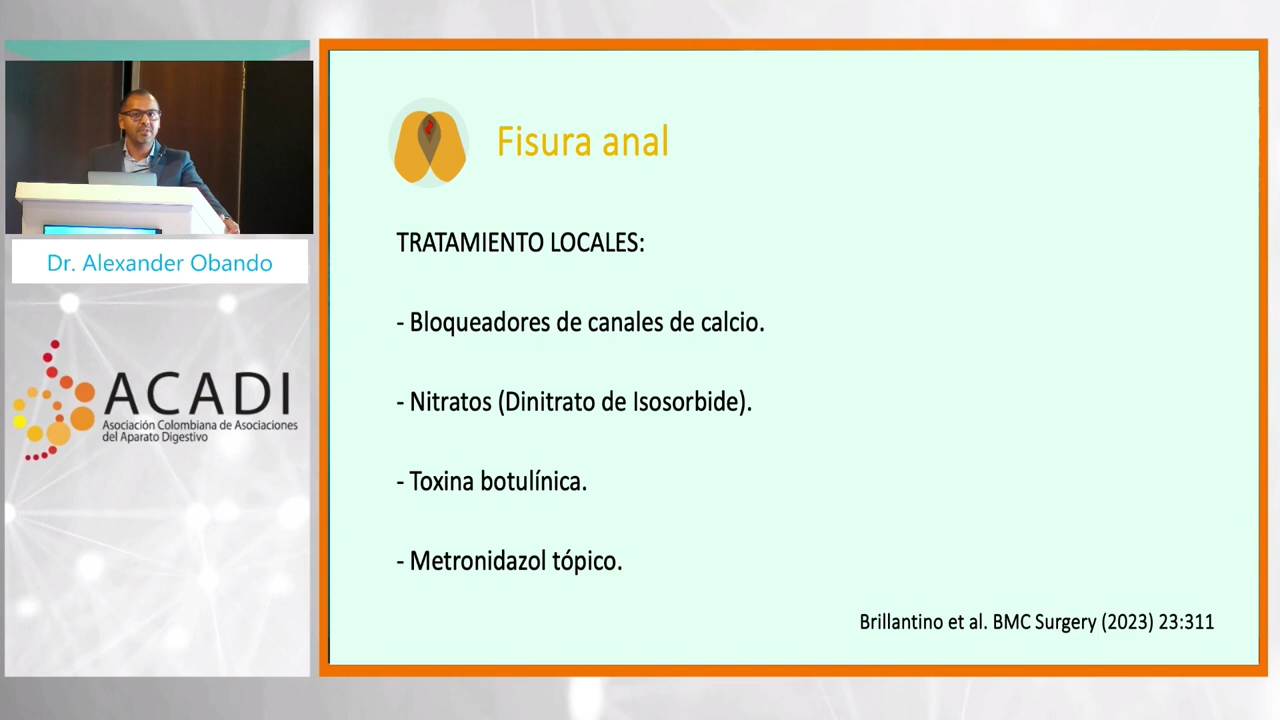 Dr. Alexander Obando
ACADI
Asociación Colombiana de Asociaciones
del Aparato Digestivo
Fisura anal
TRATAMIENTO LOCALES:
- Bloqueadores de canales de calcio.
- Nitratos (Dinitrato de Isosorbide).
- Toxina botulínica.
- Metronidazol tópico.
Brillantino et al. BMC Surgery (2023) 23:311